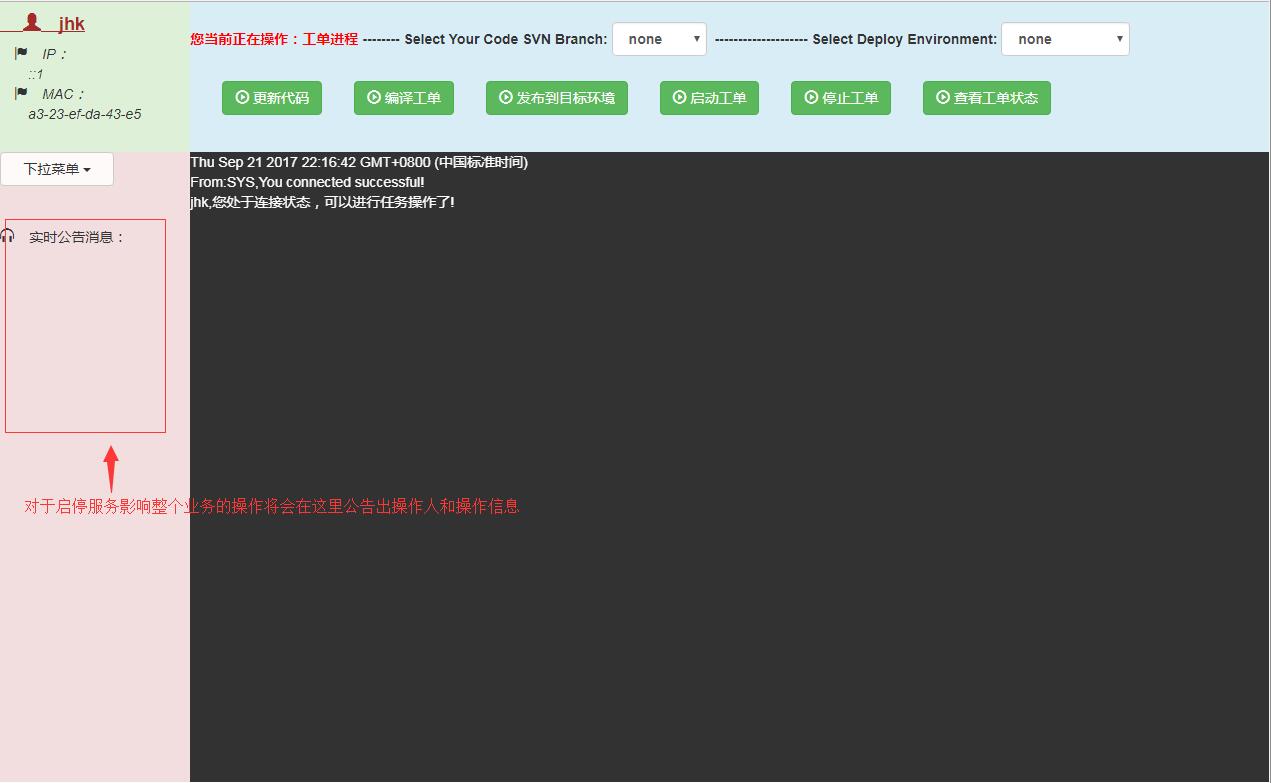 jhk
IP：
::1
MAC：
a3-23-ef-da-43-e5
您当前正在操作：工单进程 -------- Select Your Code SVN Branch: none -------------------- Select Deploy Environment: none
更新代码 编译工单 发布到目标环境 启动工单 停止工单 查看工单状态
下拉菜单
实时公告消息：
Thu Sep 21 2017 22:16:42 GMT+0800 (中国标准时间)
From:SYS,You connected successful!
jhk,您处于连接状态，可以进行任务操作了!
对于启停服务影响整个业务的操作将会在这里公告出操作人和操作信息